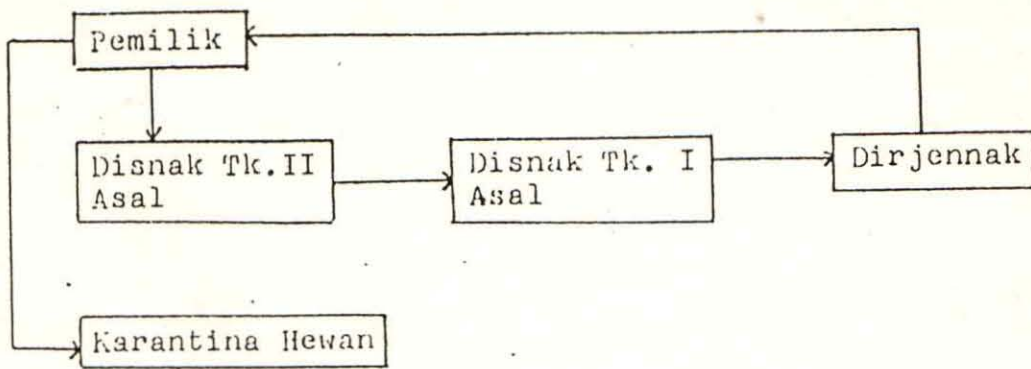 Pemilik
Disnak Tk.II
Asal
Disnak Tk. I
Asal
Dirjennak
Karantina Hewan